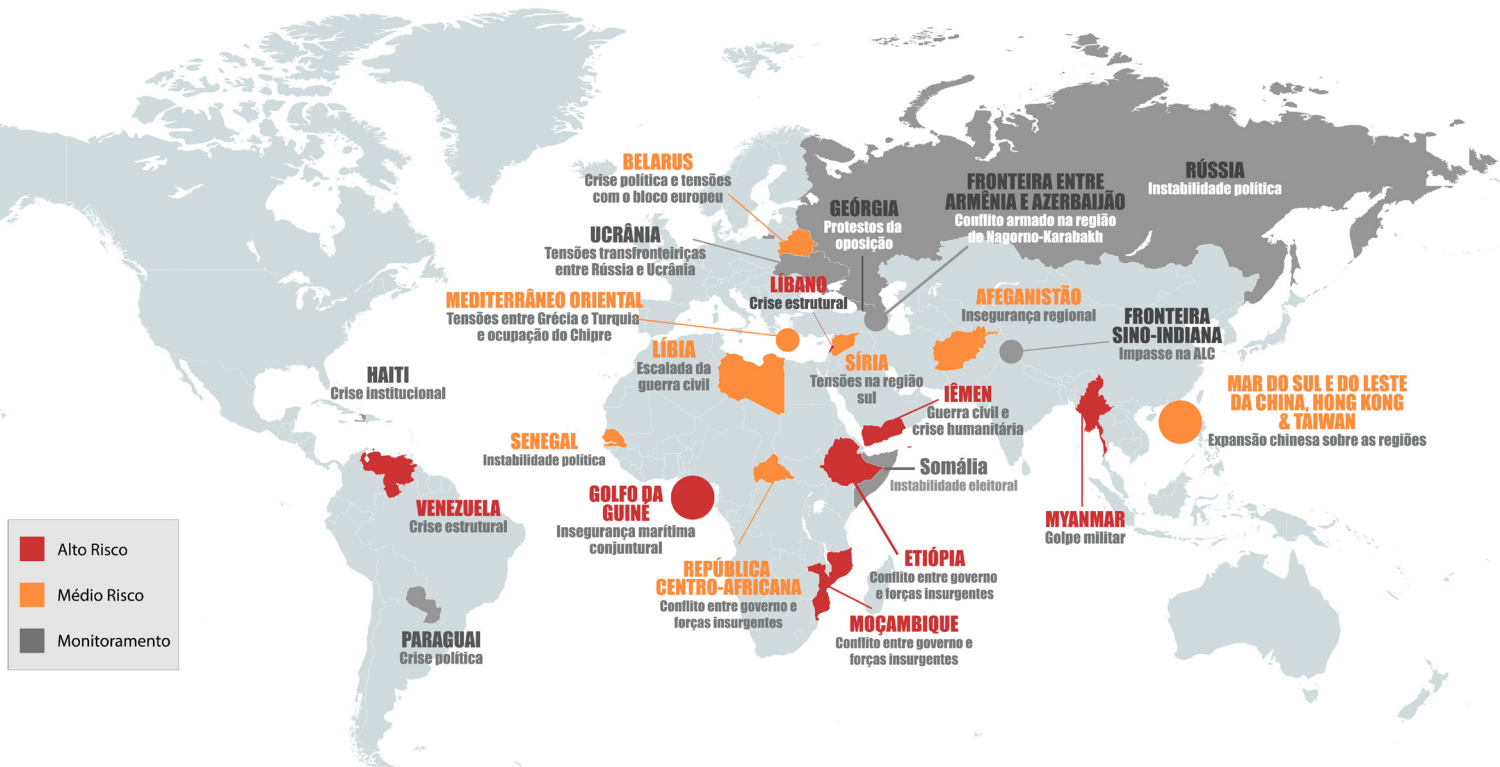 BELARUS
Crise política e tensões
com o bloco europeu
UCRÂNIA
Tensões transfronteiriças
entre Rússia e Ucrânia
GEÓRGIA
Protestos da
oposição
FRONTEIRA ENTRE
ARMÊNIA E AZERBAIJÃO
Conflito armado na região
de Nagorno-Karabakh
RÚSSIA
Instabilidade política
LÍBANO
Crise estrutural
MEDITERRÂNEO ORIENTAL
Tensões entre Grécia e Turquia
e ocupação do Chipre
AFEGANISTÃO
Insegurança regional
FRONTEIRA
SINO-INDIANA
Impasse na ALC
LÍBIA
Escalada da
guerra civil
SÍRIA
Tensões na região
sul
HAITI
Crise institucional
IÊMEN
Guerra civil e
crise humanitária
MAR DO SUL E DO LESTE
DA CHINA, HONG KONG
& TAIWAN
Expansão chinesa sobre as regiões
SENEGAL
Instabilidade política
Somália
Instabilidade eleitoral
VENEZUELA
Crise estrutural
GOLFO DA
GUINÉ
Insegurança marítima
conjuntural
MYANMAR
Golpe militar
REPÚBLICA
CENTRO-AFRICANA
Conflito entre governo e
forças insurgentes
ETIÓPIA
Conflito entre governo
e forças insurgentes
MOÇAMBIQUE
Conflito entre governo e
forças insurgentes
PARAGUAI
Crise política
Alto Risco
Médio Risco
Monitoramento